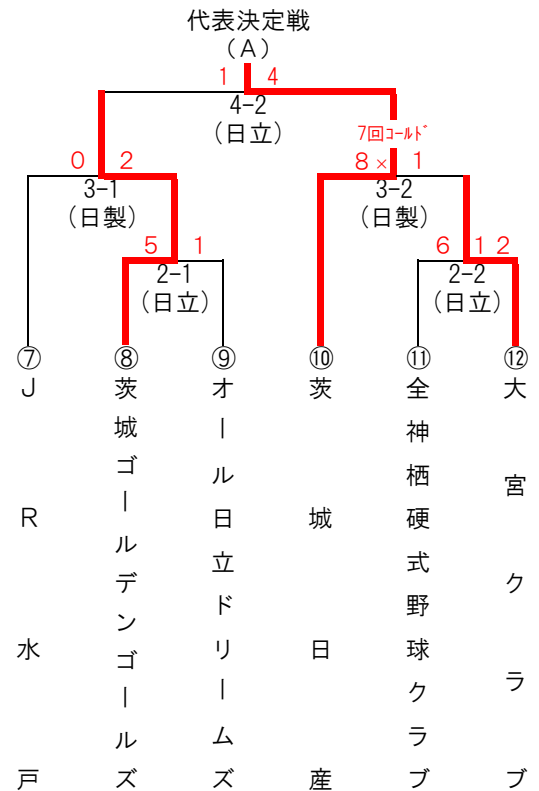 代表決定戦
（A）
1 4
4-2
（日立）
7回ｺｰﾙﾄﾞ
0 2
8× 1
3-1
3-2
（日製）
（日製）
5 1
6 12
2-1
2-2
（日立）
（日立）
⑦ ⑧ ⑨ ⑩ ⑪ ⑫
JR水戸
茨城ゴールデンゴールズ
オール日立ドリームズ
茨城日産
全神栖硬式野球クラブ
大宮クラブ